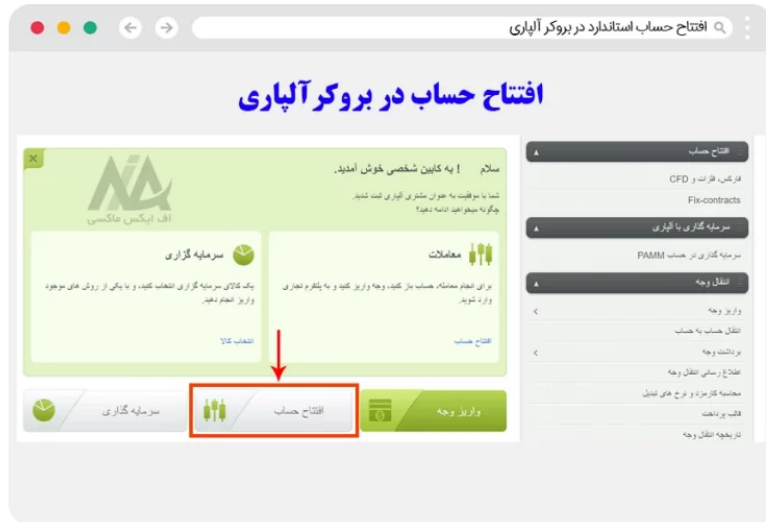 افتتاح حساب استاندارد در بروکر آلپاری
افتتاح حساب در بروکر آلپاری
افتتاح حساب
فارکس، فلزات و CFD
Fix-contracts
سرمایه گذاری با آلپاری
سرمایه گذاری در حساب PAMM
انتقال وجه
واریز وجه
انتقال حساب به حساب
برداشت وجه
اطلاع رسانی انتقال وجه
محاسبه کارمزد و نرخ های تبدیل
قالب پرداخت
تاریخچه انتقال وجه
سلام ! به کابین شخصی خوش آمدید.
شما با موفقیت به عنوان مشتری آلپاری ثبت شدید.
چگونه میخواهید ادامه دهید؟
اف ایکس ماکسی
معاملات
برای انجام معامله، حساب باز کنید، وجه واریز کنید و به پلتفرم تجاری
وارد شوید.
افتتاح حساب
سرمایه گزاری
یک کالای سرمایه گزاری انتخاب کنید، و با یکی از روش های موجود
واریز انجام دهید.
انتخاب کالا
واریز وجه
افتتاح حساب
سرمایه گذاری